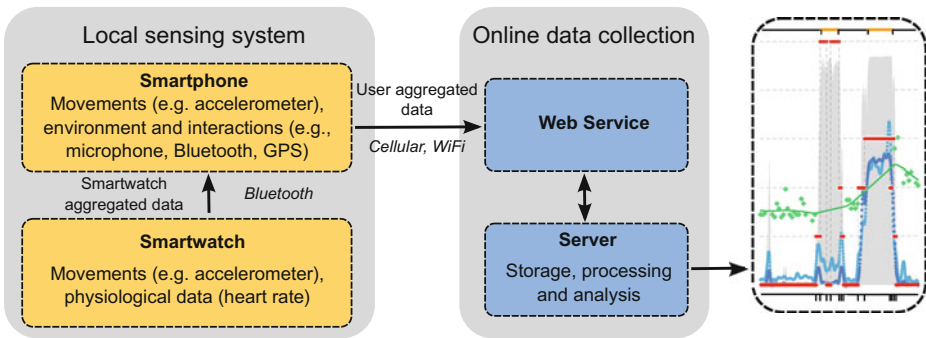 Local sensing system
Smartphone
Movements (e.g. accelerometer),
environment and interactions (e.g.,
microphone, Bluetooth, GPS)
Smartwatch
aggregated data
Bluetooth
Smartwatch
Movements (e.g. accelerometer),
physiological data (heart rate)
User aggregated
data
Cellular, WiFi
Online data collection
Web Service
Server
Storage, processing
and analysis